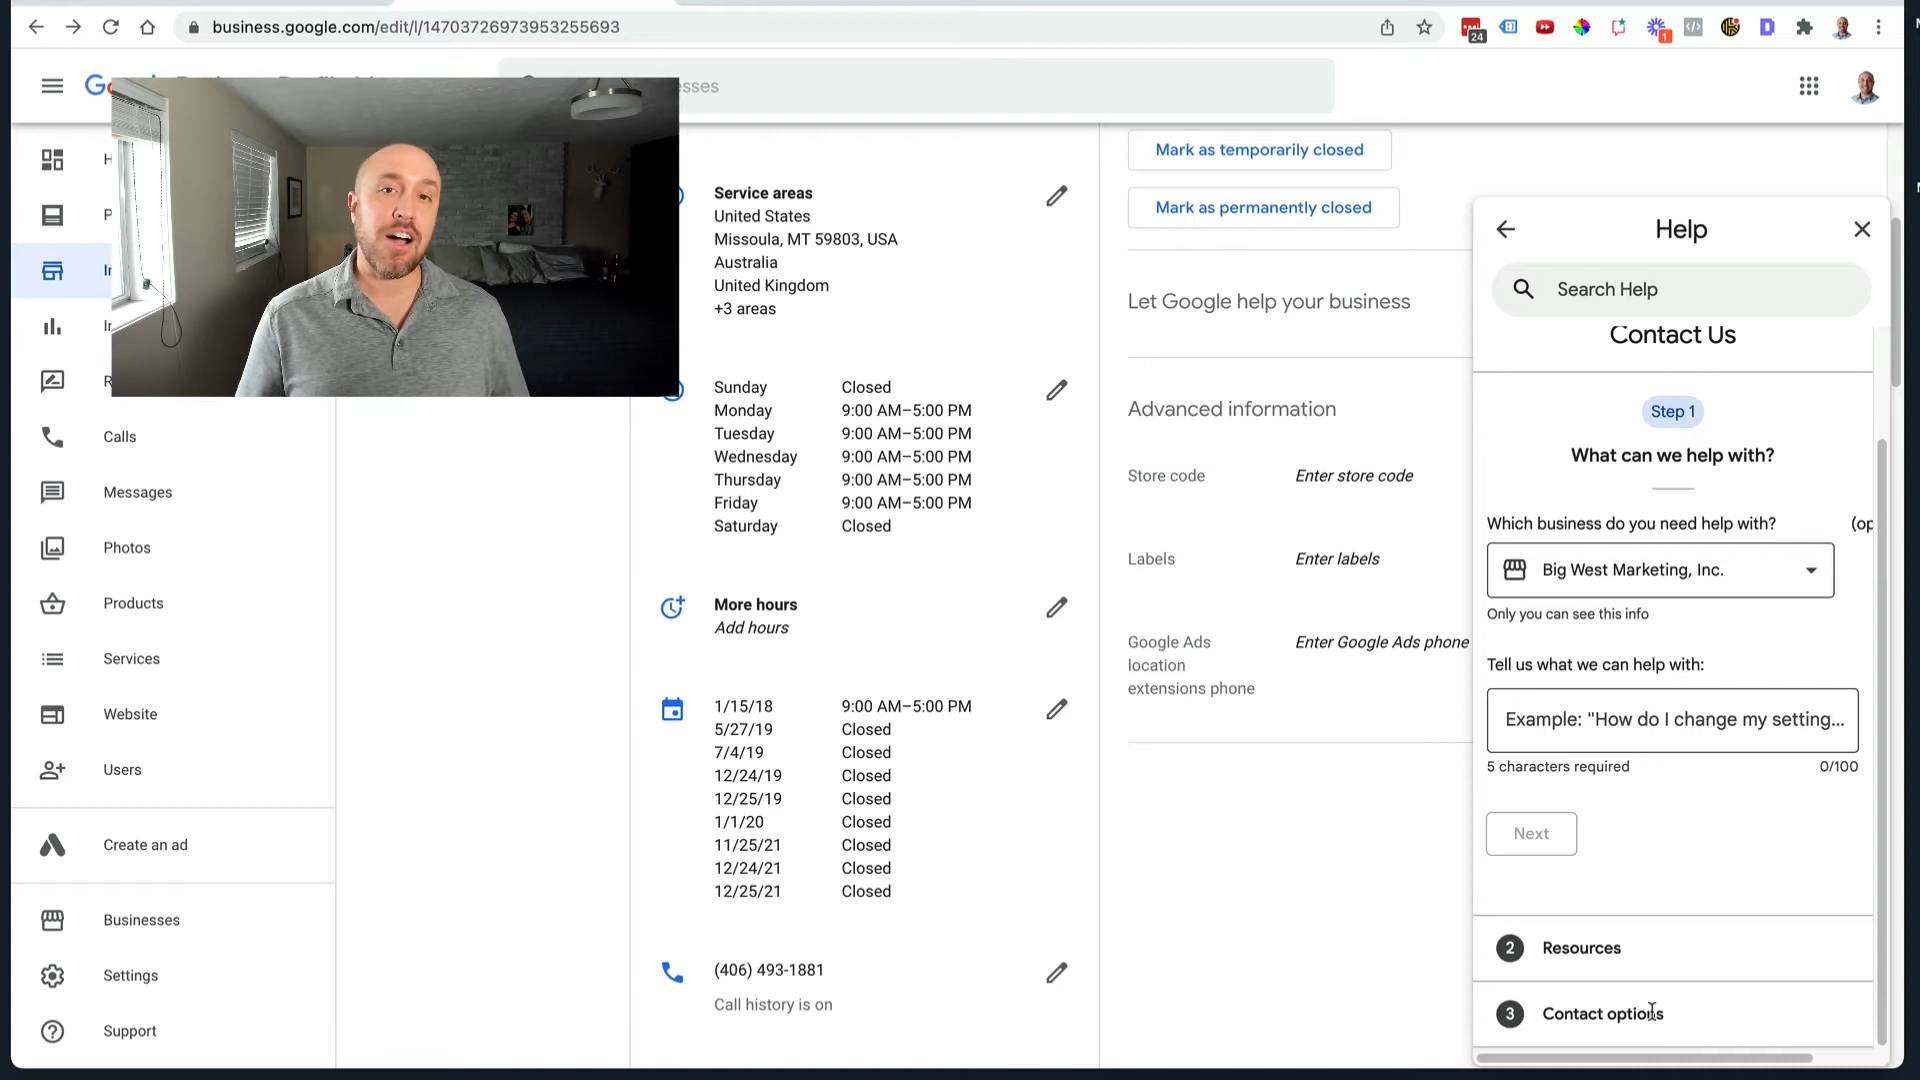 business.google.com/edit/l/14703726973953255693
24
1
Calls
Messages
Photos
Products
Services
Website
Users
Create an ad
Businesses
Settings
Support
Service areas
United States
Missoula, MT 59803, USA
Australia
United Kingdom
+3 areas
Sunday Closed
Monday 9:00 AM–5:00 PM
Tuesday 9:00 AM–5:00 PM
Wednesday 9:00 AM–5:00 PM
Thursday 9:00 AM–5:00 PM
Friday 9:00 AM–5:00 PM
Saturday Closed
More hours
Add hours
1/15/18 9:00 AM–5:00 PM
5/27/19 Closed
7/4/19 Closed
12/24/19 Closed
12/25/19 Closed
1/1/20 Closed
11/25/21 Closed
12/24/21 Closed
12/25/21 Closed
(406) 493-1881
Call history is on
Mark as temporarily closed
Mark as permanently closed
Let Google help your business
Advanced information
Store code Enter store code
Labels Enter labels
Google Ads Enter Google Ads phone
location
extensions phone
Help
Search Help
Contact Us
Step 1
What can we help with?
Which business do you need help with? (op
Big West Marketing, Inc.
Only you can see this info
Tell us what we can help with:
Example: "How do I change my setting...
5 characters required 0/100
Next
2 Resources
3 Contact options